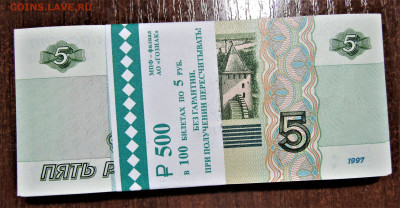 COINS.LAVE.RU
5
5
МПФ - филиал
АО «ГОЗНАК»
₽ 500
в 100 билетах по 5 руб.
БЕЗ ГАРАНТИИ,
ПРИ ПОЛУЧЕНИИ ПЕРЕСЧИТЫВАТЬ!
5
ПЯТЬ Р
1997